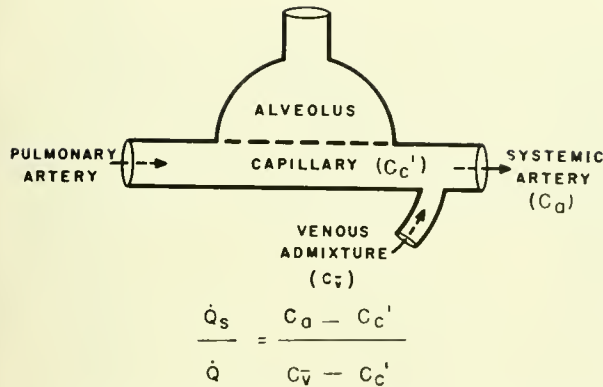 ALVEOLUS
PULMONARY
ARTERY
CAPILLARY (Cc')
SYSTEMIC
ARTERY
(Ca)
VENOUS
ADMIXTURE
(Cv̄)
Q̇s / Q̇ = Ca – Cc' / Cv̄ – Cc'